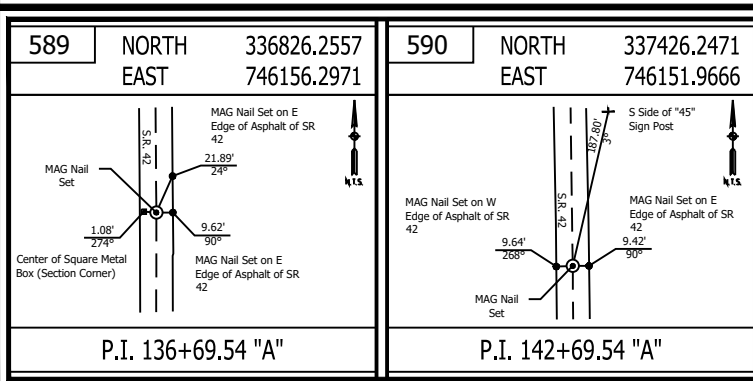 589
NORTH 336826.2557
EAST 746156.2971
MAG Nail Set on E
Edge of Asphalt of SR
42
S.R. 42
21.89'
24°
MAG Nail
Set
N.T.S.
1.08'
274°
9.62'
90°
Center of Square Metal
Box (Section Corner)
MAG Nail Set on E
Edge of Asphalt of SR
42
P.I. 136+69.54 "A"
590
NORTH 337426.2471
EAST 746151.9666
S Side of "45"
Sign Post
187.80'
3°
N.T.S.
S.R. 42
MAG Nail Set on W
Edge of Asphalt of SR
42
MAG Nail Set on E
Edge of Asphalt of SR
42
9.64'
268°
9.42'
90°
MAG Nail
Set
P.I. 142+69.54 "A"